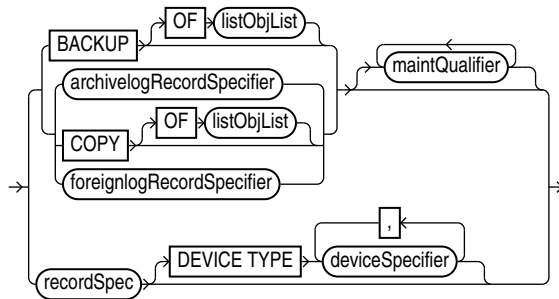 OF listObjList
BACKUP
maintQualifier
archivelogRecordSpecifier
OF listObjList
COPY
foreignlogRecordSpecifier
,
DEVICE TYPE deviceSpecifier
recordSpec